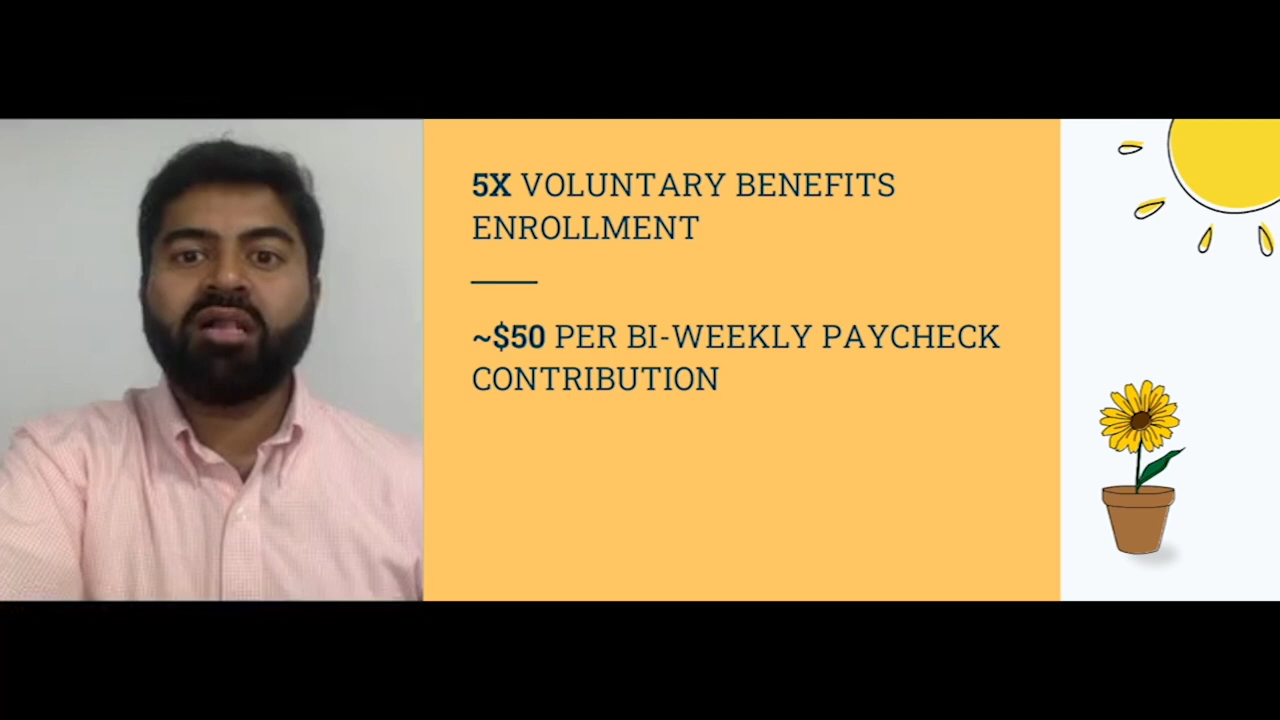 5X VOLUNTARY BENEFITS
ENROLLMENT
~$50 PER BI-WEEKLY PAYCHECK
CONTRIBUTION